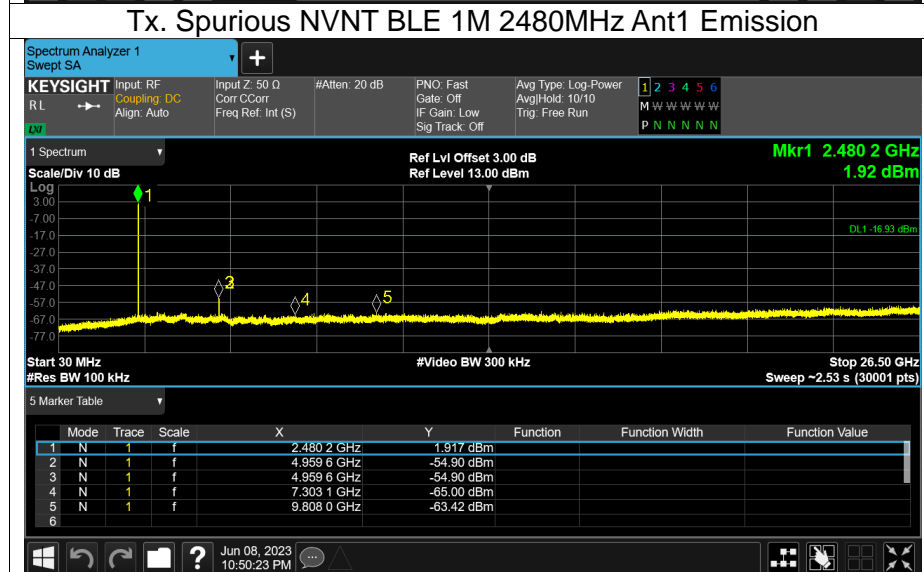 Tx. Spurious NVNT BLE 1M 2480MHz Ant1 Emission
Spectrum Analyzer 1
Swept SA
+
KEYSIGHT
R L
LXI
Input: RF
Coupling: DC
Align: Auto
Input Z: 50 Ω
Corr CCorr
Freq Ref: Int (S)
#Atten: 20 dB
PNO: Fast
Gate: Off
IF Gain: Low
Sig Track: Off
Avg Type: Log-Power
Avg|Hold: 10/10
Trig: Free Run
1 2 3 4 5 6
M W W W W W
P N N N N N
1 Spectrum
Scale/Div 10 dB
Ref Lvl Offset 3.00 dB
Ref Level 13.00 dBm
Mkr1 2.480 2 GHz
1.92 dBm
Log
3.00
-7.00
-17.0
-27.0
-37.0
-47.0
-57.0
-67.0
-77.0
1
3
4
5
DL1 -16.93 dBm
Start 30 MHz
#Res BW 100 kHz
#Video BW 300 kHz
Stop 26.50 GHz
Sweep ~2.53 s (30001 pts)
5 Marker Table
Mode Trace Scale X Y Function Function Width Function Value
1 N 1 f 2.480 2 GHz 1.917 dBm
2 N 1 f 4.959 6 GHz -54.90 dBm
3 N 1 f 4.959 6 GHz -54.90 dBm
4 N 1 f 7.303 1 GHz -65.00 dBm
5 N 1 f 9.808 0 GHz -63.42 dBm
6
?
Jun 08, 2023
10:50:23 PM